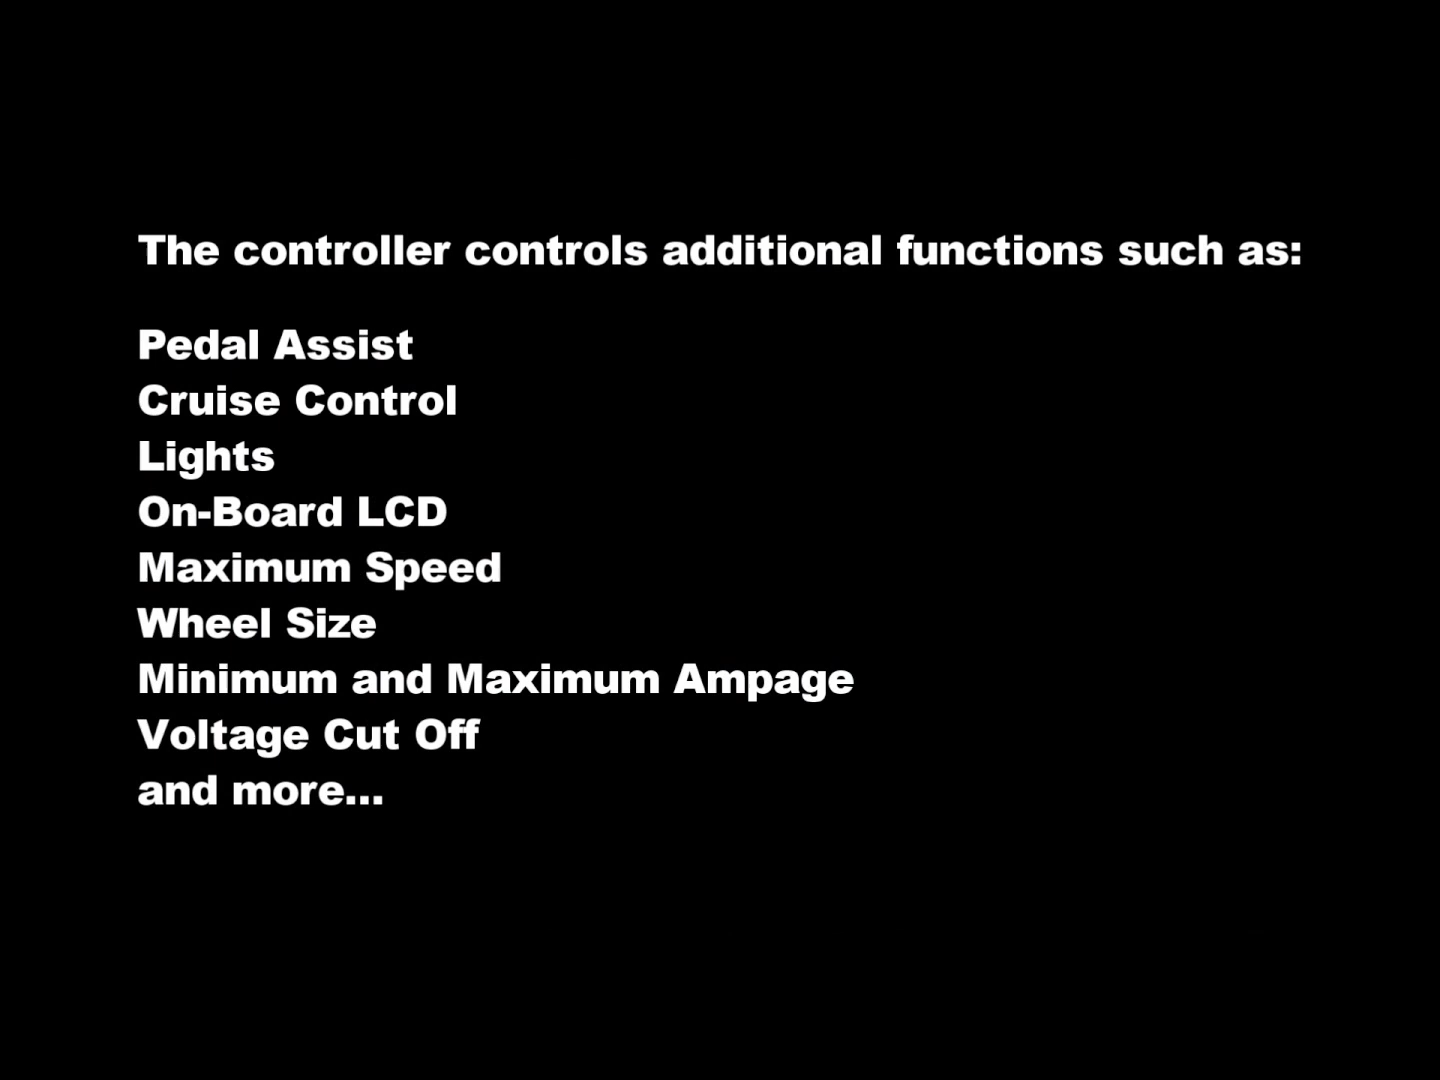 The controller controls additional functions such as:
Pedal Assist
Cruise Control
Lights
On-Board LCD
Maximum Speed
Wheel Size
Minimum and Maximum Ampage
Voltage Cut Off
and more...